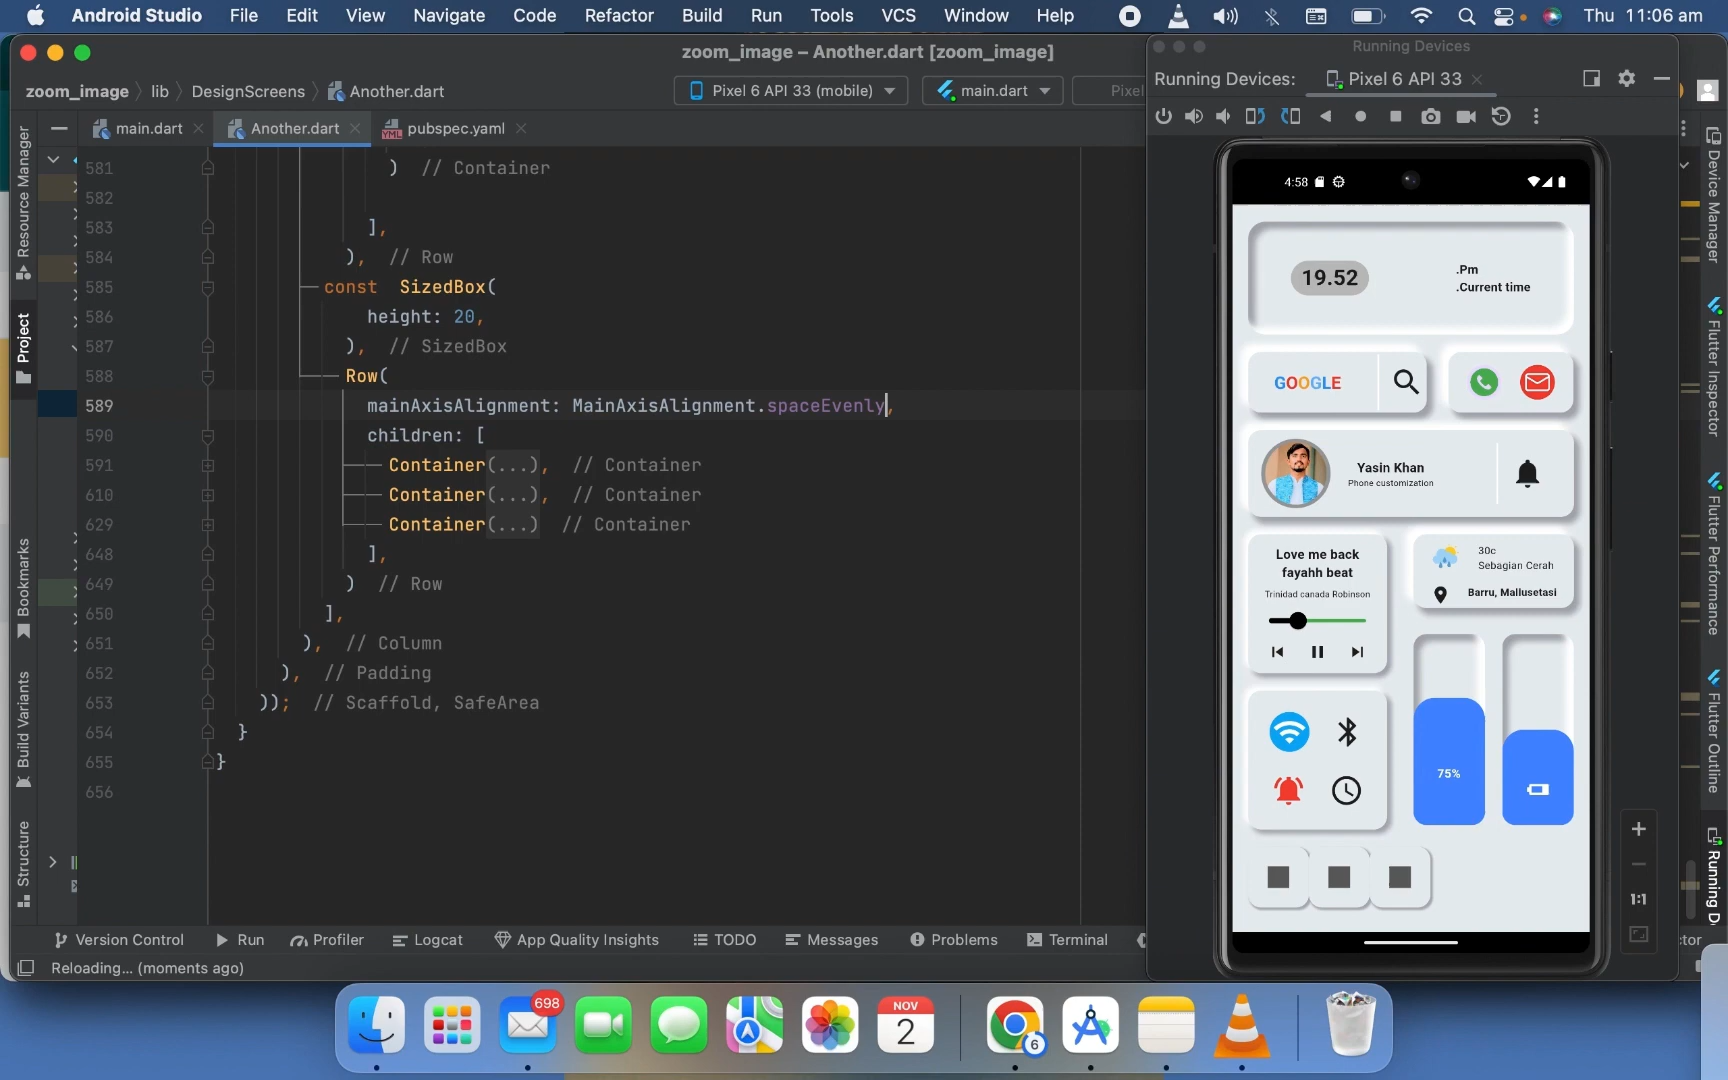 Android Studio File Edit View Navigate Code Refactor Build Run Tools VCS Window Help Thu 11:06 am
zoom_image – Another.dart [zoom_image]
Running Devices
zoom_image lib DesignScreens Another.dart
Pixel 6 API 33 (mobile) main.dart Pixel
Running Devices: Pixel 6 API 33
main.dart Another.dart pubspec.yaml
Resource Manager
Project
Bookmarks
Build Variants
Structure
581 ) // Container
582
583 ],
584 ), // Row
585 const SizedBox(
586 height: 20,
587 ), // SizedBox
588 Row(
589 mainAxisAlignment: MainAxisAlignment.spaceEvenly,
590 children: [
591 Container(...), // Container
610 Container(...), // Container
629 Container(...) // Container
648 ],
649 ) // Row
650 ],
651 ), // Column
652 ), // Padding
653 )); // Scaffold, SafeArea
654 }
655 }
656
4:58
19.52
.Pm
.Current time
GOOGLE
Yasin Khan
Phone customization
Love me back
fayahh beat
Trinidad canada Robinson
30c
Sebagian Cerah
Barru, Mallusetasi
75%
1:1
Device Manager
Flutter Inspector
Flutter Performance
Flutter Outline
Running D
Version Control Run Profiler Logcat App Quality Insights TODO Messages Problems Terminal
tor
Reloading... (moments ago)
698
NOV
2
6